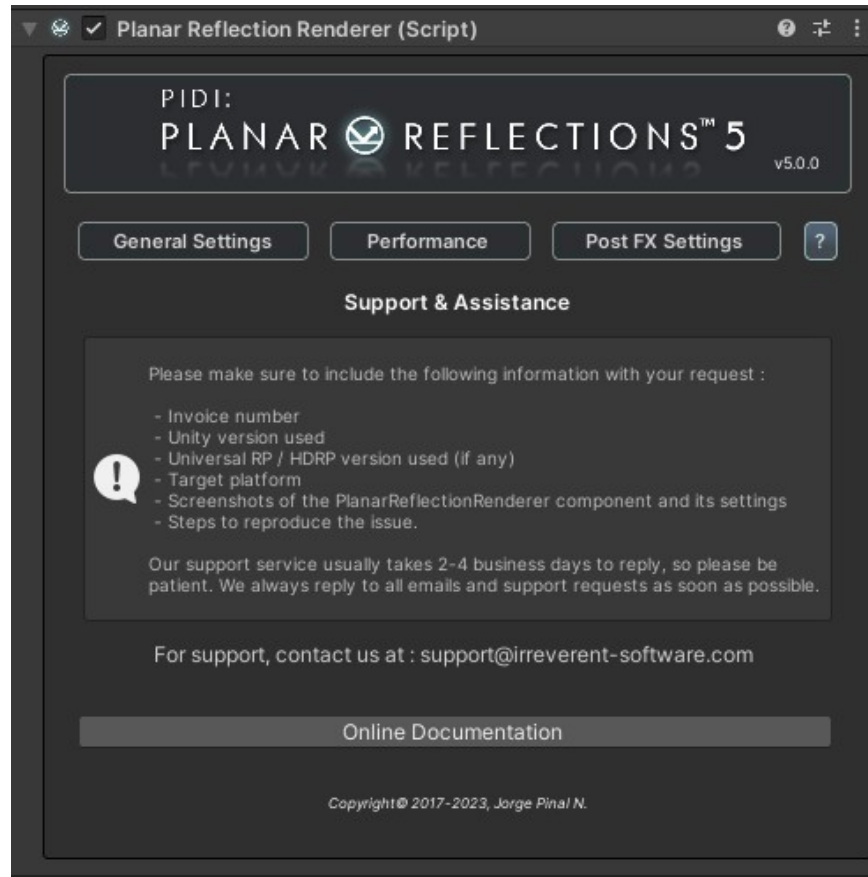 Planar Reflection Renderer (Script)
PIDI:
PLANAR REFLECTIONS™ 5
v5.0.0
General Settings
Performance
Post FX Settings
?
Support & Assistance
Please make sure to include the following information with your request :
- Invoice number
- Unity version used
- Universal RP / HDRP version used (if any)
- Target platform
- Screenshots of the PlanarReflectionRenderer component and its settings
- Steps to reproduce the issue.
Our support service usually takes 2-4 business days to reply, so please be
patient. We always reply to all emails and support requests as soon as possible.
For support, contact us at : support@irreverent-software.com
Online Documentation
Copyright© 2017-2023, Jorge Pinal N.